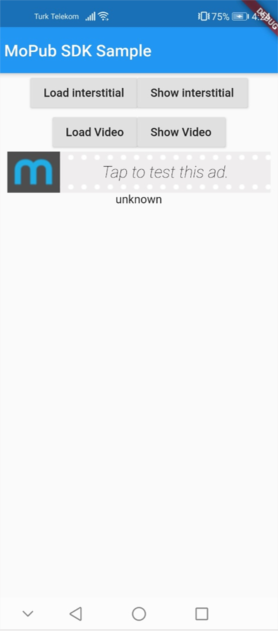 Turk Telekom 75% 4:
DEBUG
MoPub SDK Sample
Load interstitial Show interstitial
Load Video Show Video
m Tap to test this ad.
unknown